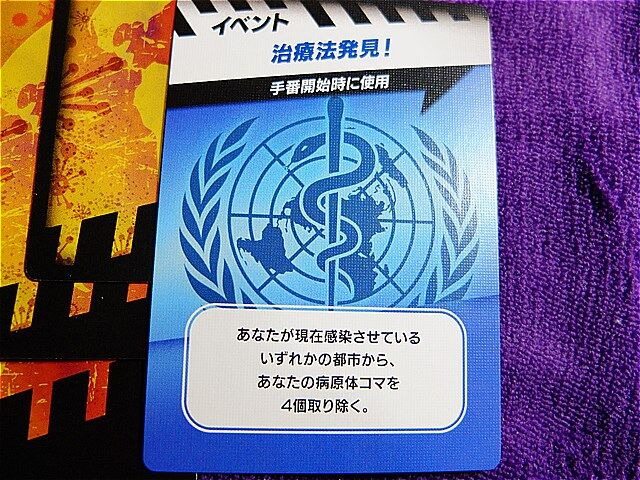 イベント
治療法発見！
手番開始時に使用
あなたが現在感染させている
いずれかの都市から、
あなたの病原体コマを
4個取り除く。